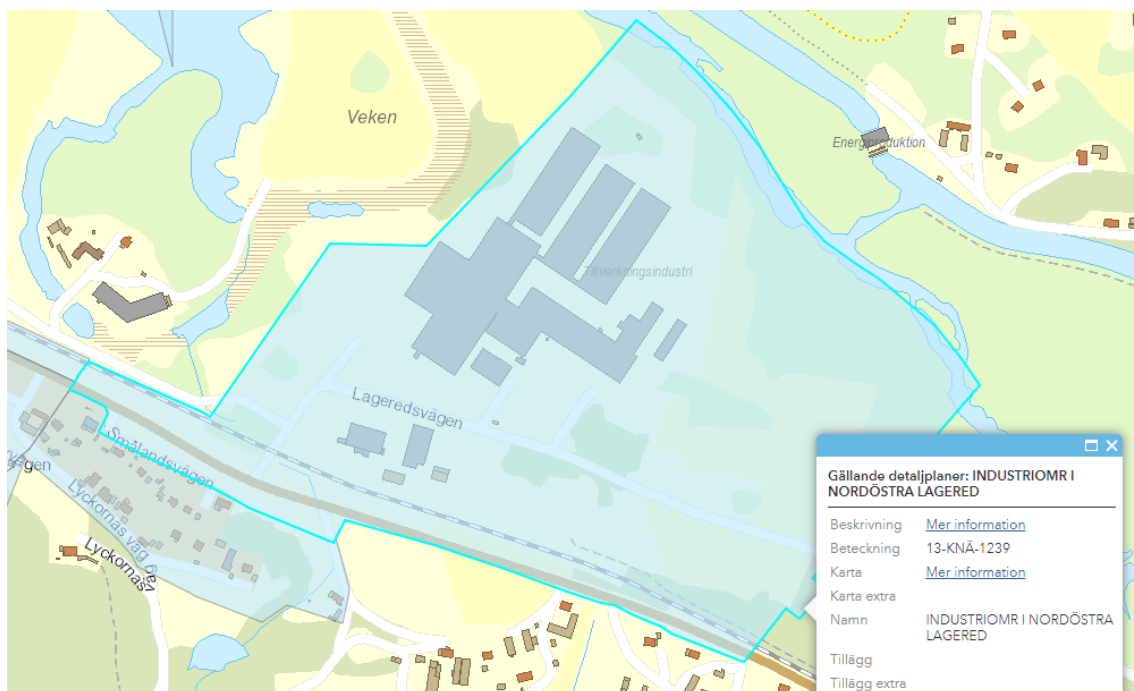 Veken
Energiproduktion
Tillverkningsindustri
Lageredsvägen
Smålandsvägen
Lyckornas väg
Lyckornas
Gällande detaljplaner: INDUSTRIOMR I
NORDÖSTRA LAGERED
Beskrivning Mer information
Beteckning 13-KNÄ-1239
Karta Mer information
Karta extra
Namn INDUSTRIOMR I NORDÖSTRA
LAGERED
Tillägg
Tillägg extra